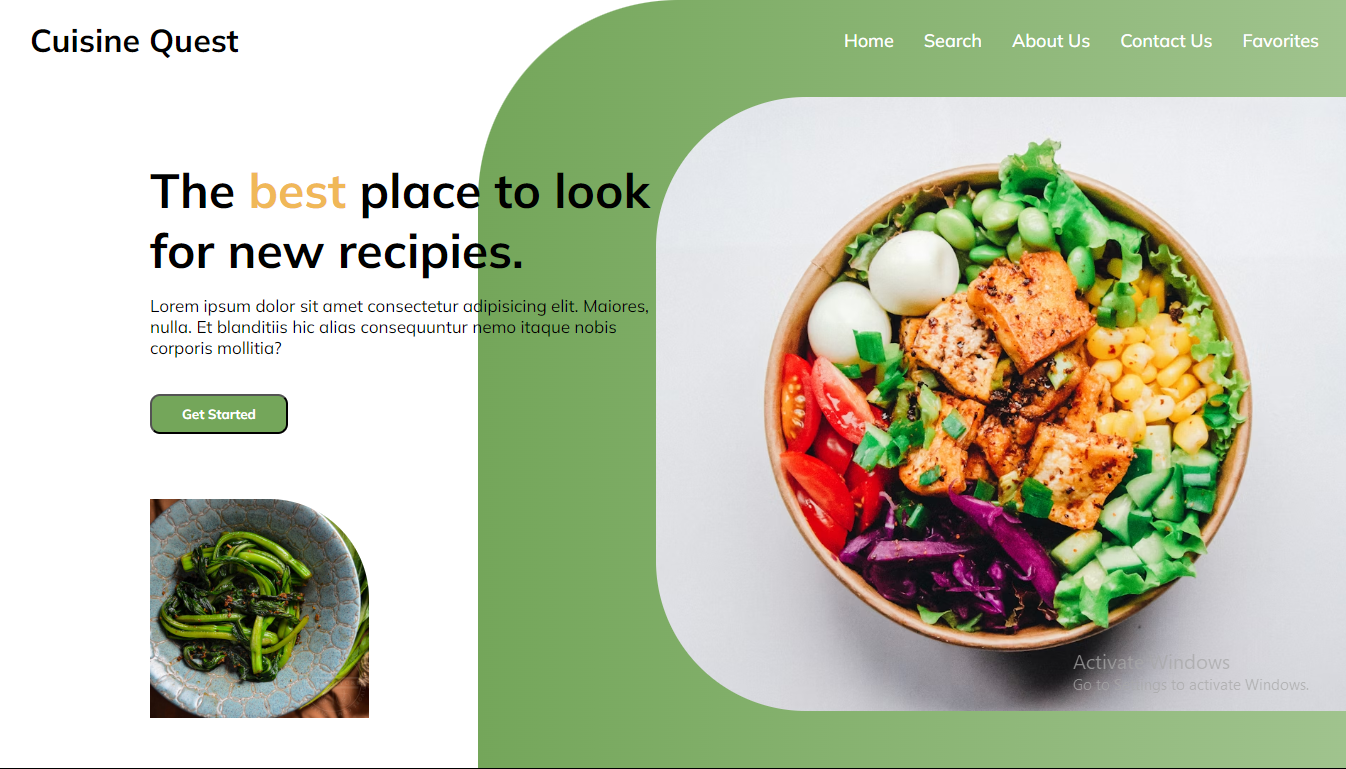 Cuisine Quest
Home Search About Us Contact Us Favorites
The best place to look
for new recipies.
Lorem ipsum dolor sit amet consectetur adipisicing elit. Maiores,
nulla. Et blanditiis hic alias consequuntur nemo itaque nobis
corporis mollitia?
Get Started
Activate Windows
Go to Settings to activate Windows.